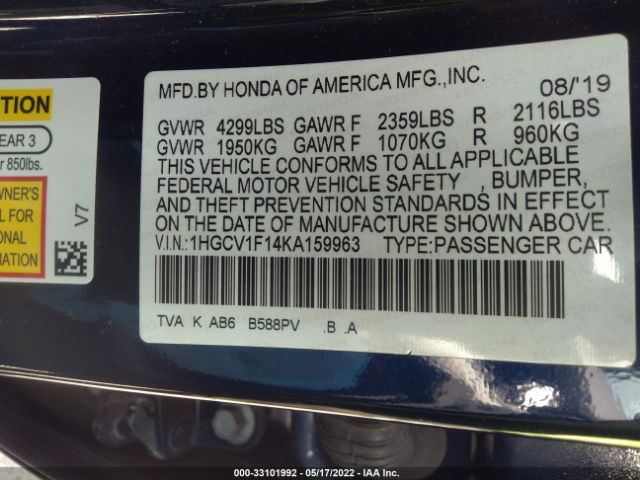 TION
EAR 3
r 850lbs.
WNER'S
L FOR
ONAL
MATION
V7
MFD.BY HONDA OF AMERICA MFG.,INC. 08/'19
GVWR 4299LBS GAWR F 2359LBS R 2116LBS
GVWR 1950KG GAWR F 1070KG R 960KG
THIS VEHICLE CONFORMS TO ALL APPLICABLE
FEDERAL MOTOR VEHICLE SAFETY , BUMPER,
AND THEFT PREVENTION STANDARDS IN EFFECT
ON THE DATE OF MANUFACTURE SHOWN ABOVE.
V.I.N.:1HGCV1F14KA159963 TYPE:PASSENGER CAR
TVA K AB6 B588PV .B .A
000-33101992 — 05/17/2022 — IAA Inc.